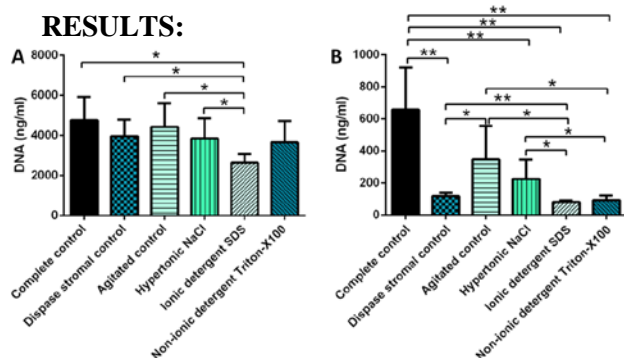 RESULTS:
A
DNA (ng/ml)
8000
6000
4000
2000
0
*
*
*
*
Complete control
Dispase stromal control
Agitated control
Hypertonic NaCl
Ionic detergent SDS
Non-ionic detergent Triton-X100
B
DNA (ng/ml)
1000
800
600
400
200
0
**
**
**
**
*
**
*
*
*
*
Complete control
Dispase stromal control
Agitated control
Hypertonic NaCl
Ionic detergent SDS
Non-ionic detergent Triton-X100